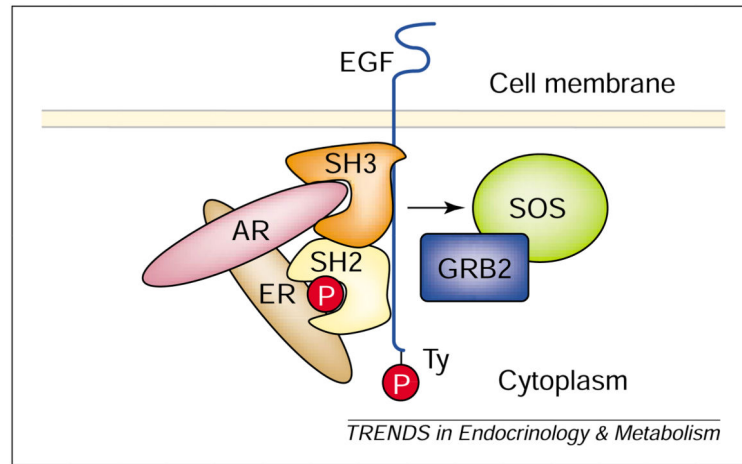 EGF
Cell membrane
SH3
AR
SOS
SH2
GRB2
ER
P
Ty
P
Cytoplasm
TRENDS in Endocrinology & Metabolism